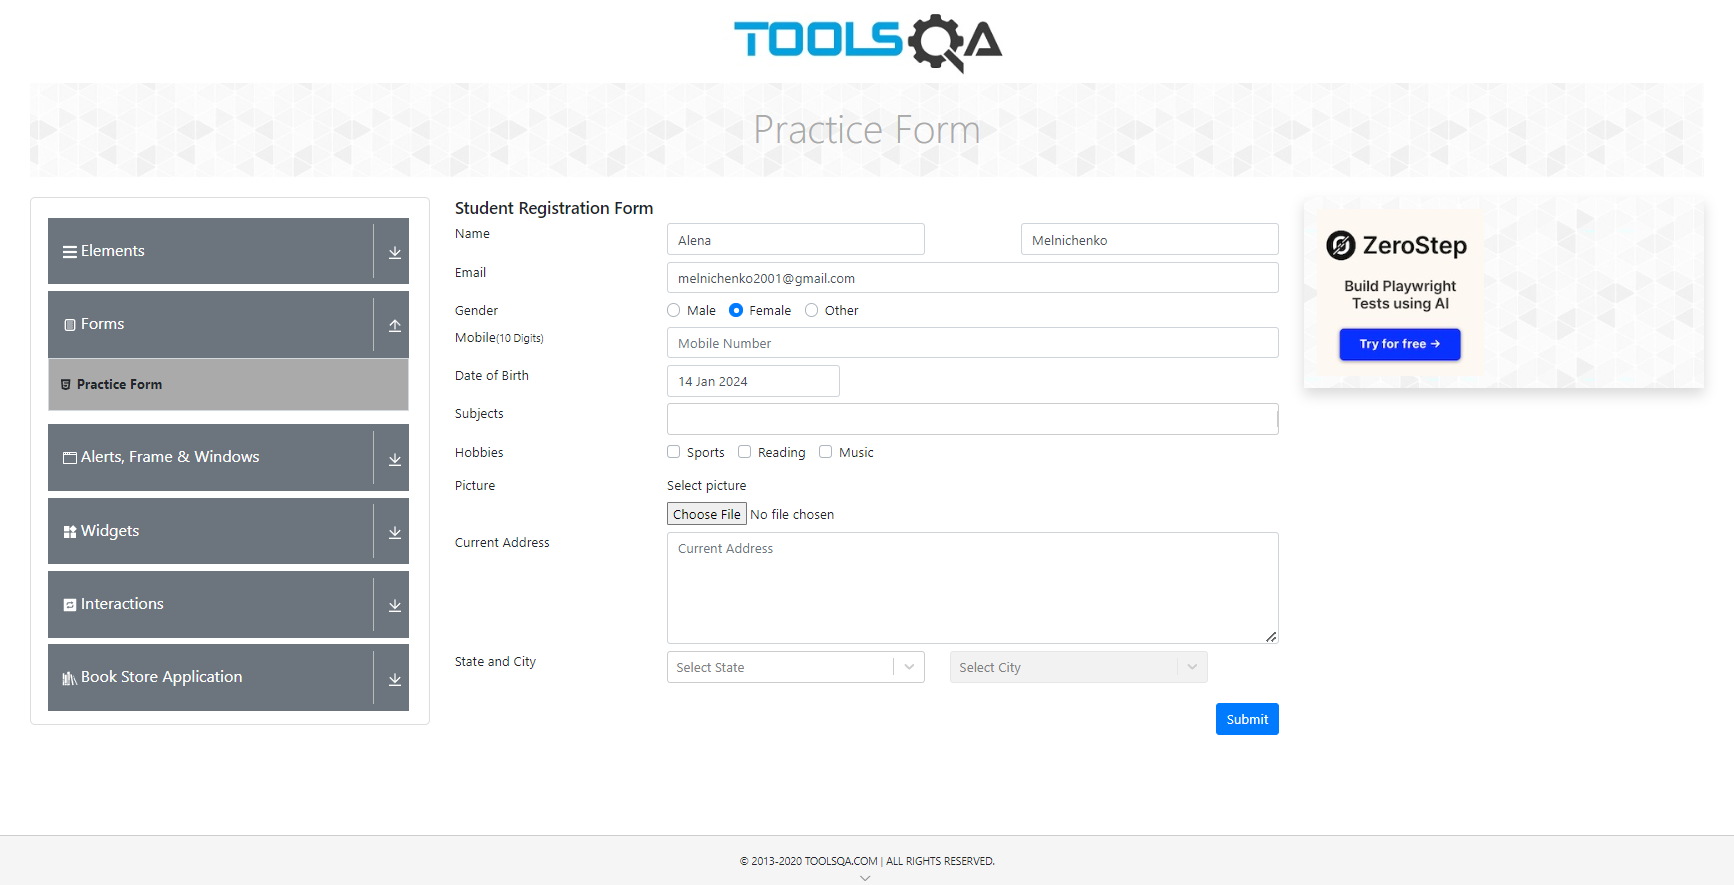 TOOLSQA
Practice Form
Elements
Forms
Practice Form
Alerts, Frame & Windows
Widgets
Interactions
Book Store Application
Student Registration Form
Name
Alena
Melnichenko
Email
melnichenko2001@gmail.com
Gender
Male Female Other
Mobile(10 Digits)
Mobile Number
Date of Birth
14 Jan 2024
Subjects
Hobbies
Sports Reading Music
Picture
Select picture
Choose File No file chosen
Current Address
Current Address
State and City
Select State
Select City
Submit
ZeroStep
Build Playwright
Tests using AI
Try for free →
© 2013-2020 TOOLSQA.COM | ALL RIGHTS RESERVED.